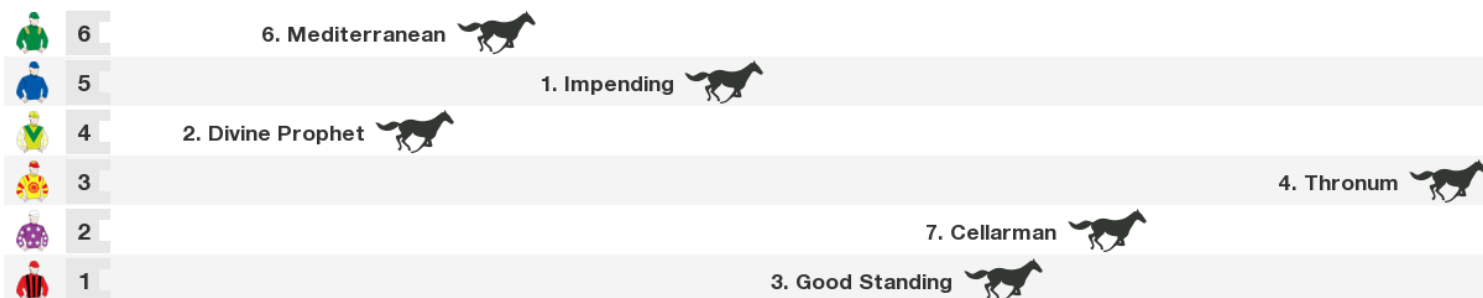 6 6. Mediterranean
5 1. Impending
4 2. Divine Prophet
3 4. Thronum
2 7. Cellarman
1 3. Good Standing